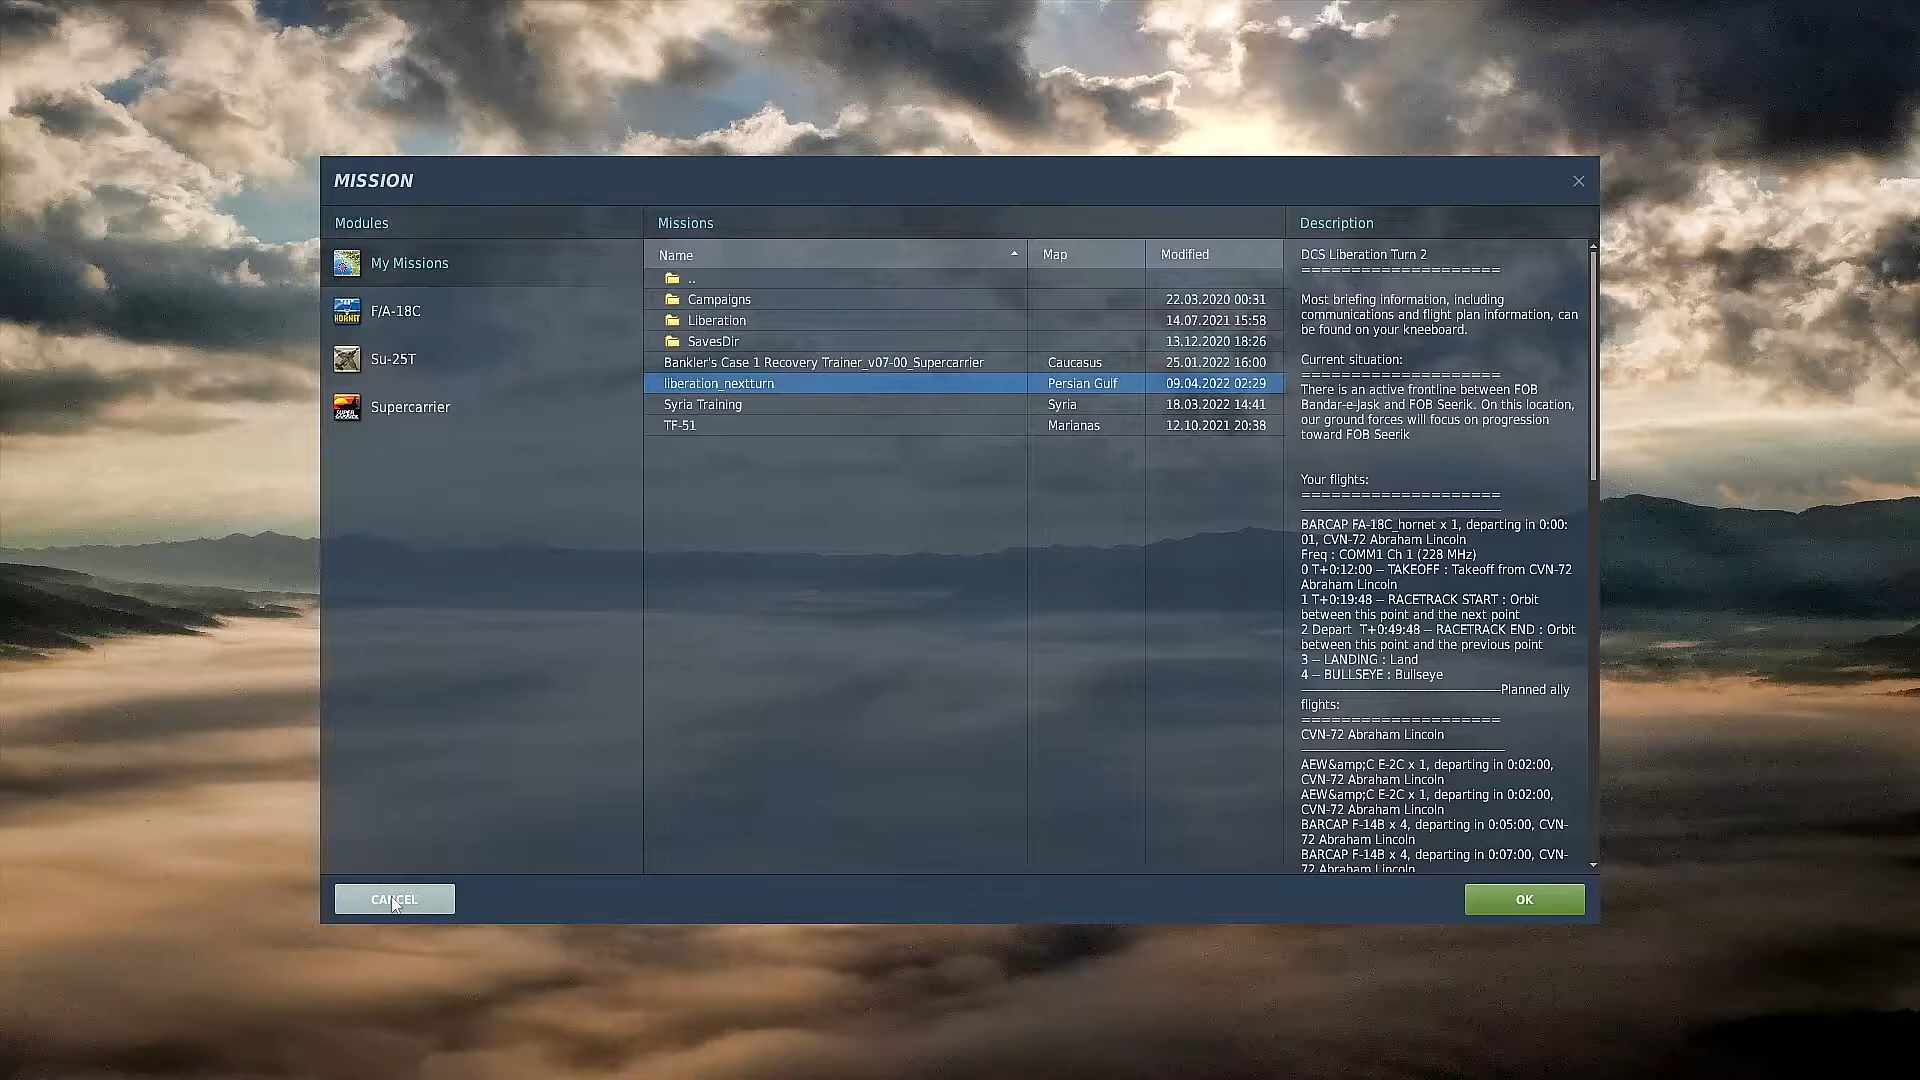 MISSION
Modules
Missions
Description
My Missions
F/A-18C
Su-25T
Supercarrier
Name Map Modified
..
Campaigns 22.03.2020 00:31
Liberation 14.07.2021 15:58
SavesDir 13.12.2020 18:26
Bankler's Case 1 Recovery Trainer_v07-00_Supercarrier Caucasus 25.01.2022 16:00
liberation_nextturn Persian Gulf 09.04.2022 02:29
Syria Training Syria 18.03.2022 14:41
TF-51 Marianas 12.10.2021 20:38
DCS Liberation Turn 2
====================
Most briefing information, including
communications and flight plan information, can
be found on your kneeboard.
Current situation:
====================
There is an active frontline between FOB
Bandar-e-Jask and FOB Seerik. On this location,
our ground forces will focus on progression
toward FOB Seerik
Your flights:
====================
BARCAP FA-18C_hornet x 1, departing in 0:00:
01, CVN-72 Abraham Lincoln
Freq : COMM1 Ch 1 (228 MHz)
0 T+0:12:00 -- TAKEOFF : Takeoff from CVN-72
Abraham Lincoln
1 T+0:19:48 -- RACETRACK START : Orbit
between this point and the next point
2 Depart T+0:49:48 -- RACETRACK END : Orbit
between this point and the previous point
3 -- LANDING : Land
4 -- BULLSEYE : Bullseye
Planned ally
flights:
====================
CVN-72 Abraham Lincoln
AEW&amp;C E-2C x 1, departing in 0:02:00,
CVN-72 Abraham Lincoln
AEW&amp;C E-2C x 1, departing in 0:02:00,
CVN-72 Abraham Lincoln
BARCAP F-14B x 4, departing in 0:05:00, CVN-
72 Abraham Lincoln
BARCAP F-14B x 4, departing in 0:07:00, CVN-
72 Abraham Lincoln
CANCEL
OK